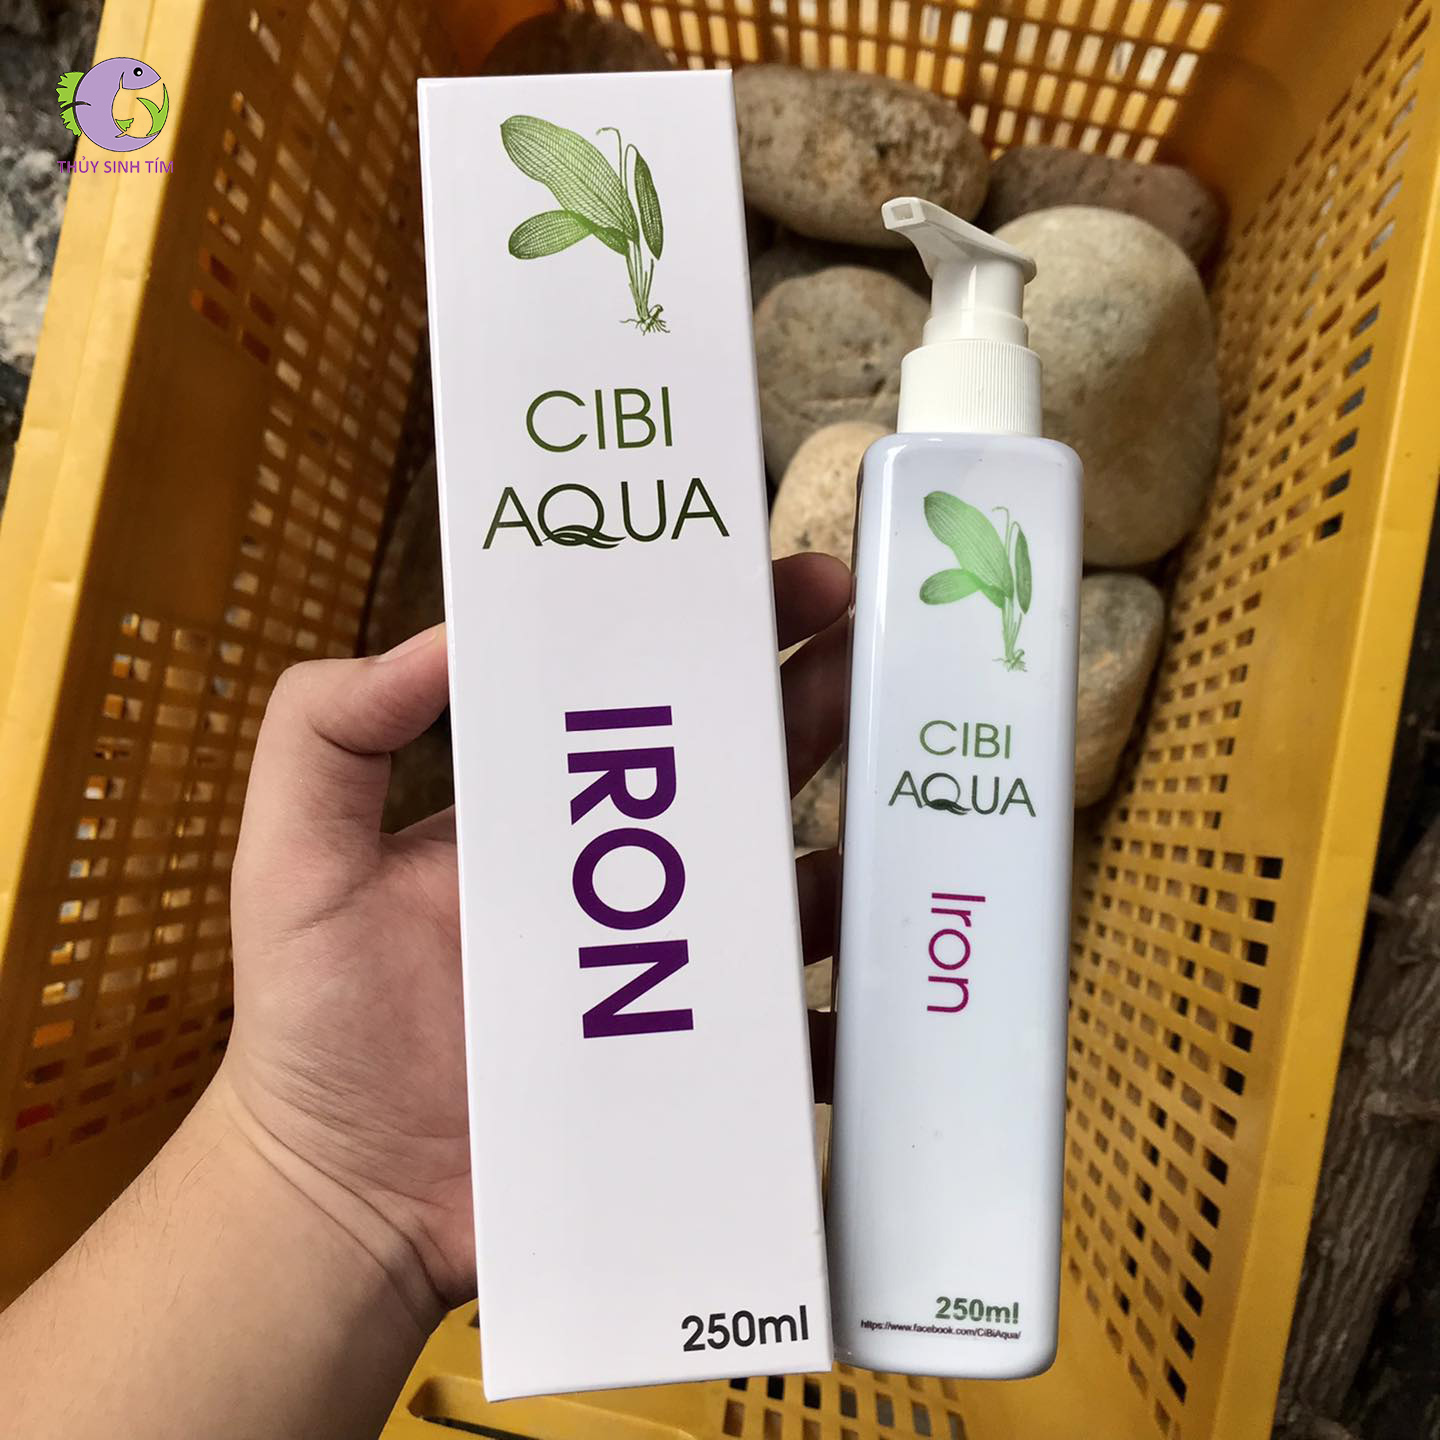 THỦY SINH TÍM
CIBI
AQUA
IRON
250ml
CIBI
AQUA
Iron
250ml
https://www.facebook.com/CiBiAqua/